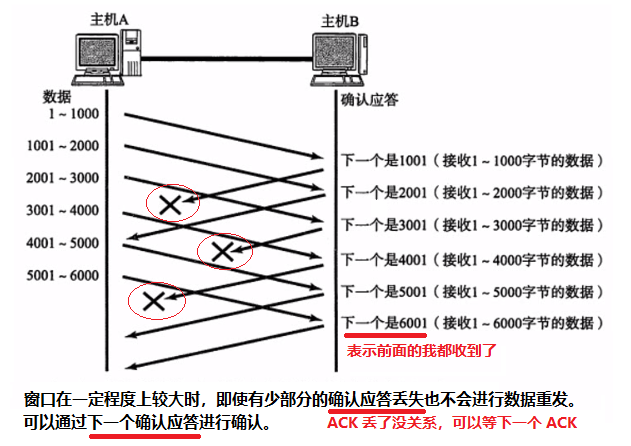 主机A
主机B
数据
确认应答
1～1000
1001～2000
2001～3000
3001～4000
4001～5000
5001～6000
下一个是1001（接收1～1000字节的数据）
下一个是2001（接收1～2000字节的数据）
下一个是3001（接收1～3000字节的数据）
下一个是4001（接收1～4000字节的数据）
下一个是5001（接收1～5000字节的数据）
下一个是6001（接收1～6000字节的数据）
表示前面的我都收到了
窗口在一定程度上较大时，即使有少部分的确认应答丢失也不会进行数据重发。
可以通过下一个确认应答进行确认。
ACK 丢了没关系，可以等下一个 ACK